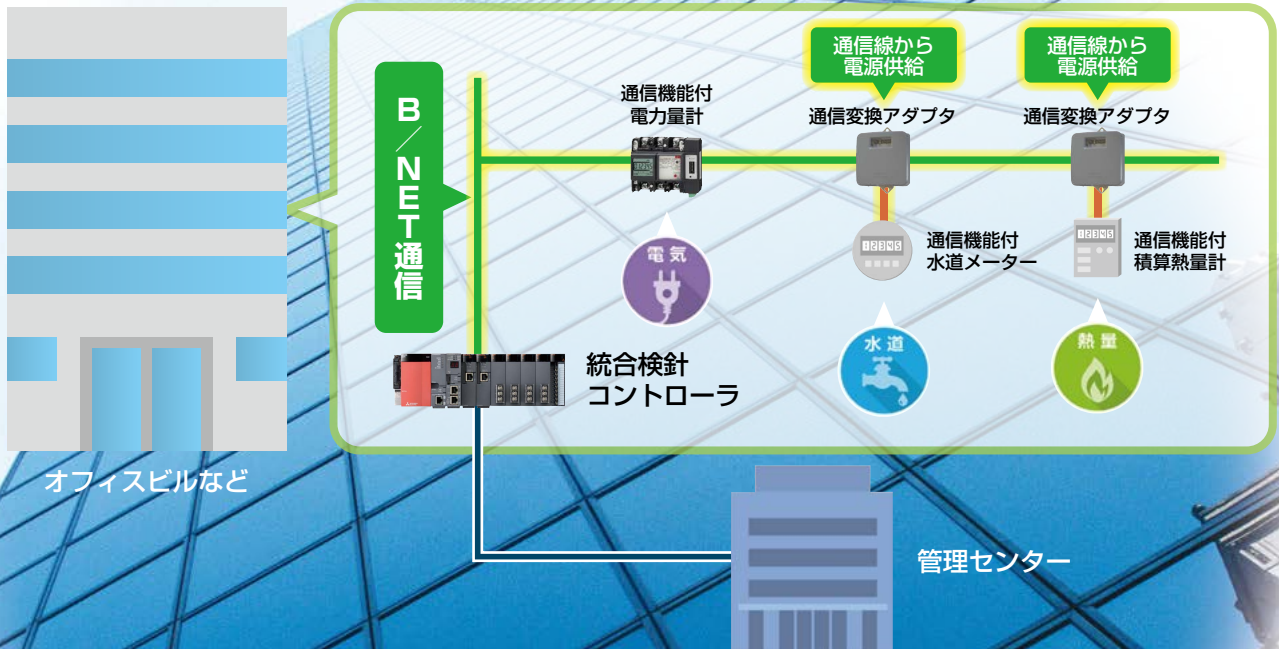 B/NET通信
通信機能付
電力量計
通信線から
電源供給
通信変換アダプタ
通信線から
電源供給
通信変換アダプタ
電気
12345
通信機能付
水道メーター
12345
通信機能付
積算熱量計
水道
熱量
統合検針
コントローラ
オフィスビルなど
管理センター